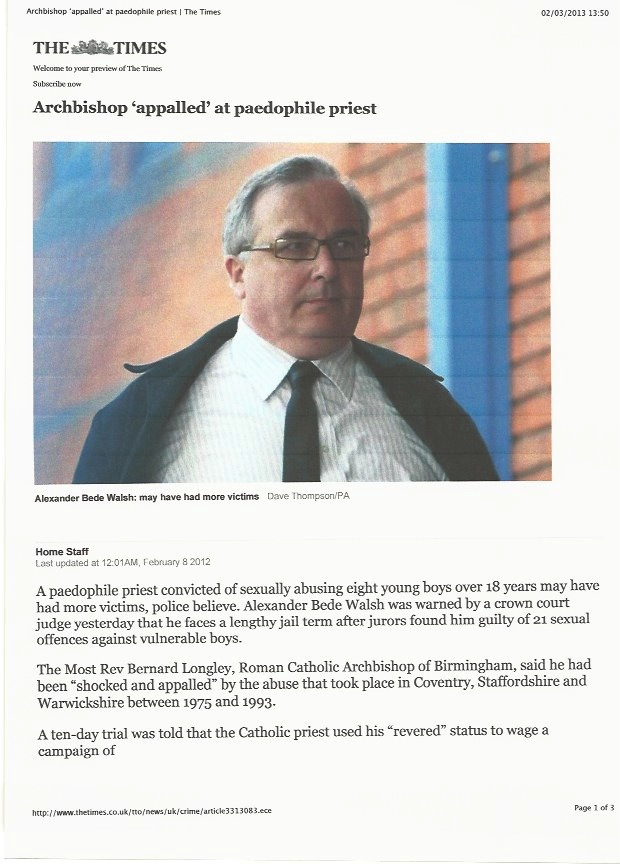 Archbishop 'appalled' at paedophile priest | The Times
02/03/2013 13:50
THE TIMES
Welcome to your preview of The Times
Subscribe now
Archbishop ‘appalled’ at paedophile priest
Alexander Bede Walsh: may have had more victims Dave Thompson/PA
Home Staff
Last updated at 12:01AM, February 8 2012
A paedophile priest convicted of sexually abusing eight young boys over 18 years may have
had more victims, police believe. Alexander Bede Walsh was warned by a crown court
judge yesterday that he faces a lengthy jail term after jurors found him guilty of 21 sexual
offences against vulnerable boys.
The Most Rev Bernard Longley, Roman Catholic Archbishop of Birmingham, said he had
been “shocked and appalled” by the abuse that took place in Coventry, Staffordshire and
Warwickshire between 1975 and 1993.
A ten-day trial was told that the Catholic priest used his “revered” status to wage a
campaign of
http://www.thetimes.co.uk/tto/news/uk/crime/article3313083.ece
Page 1 of 3